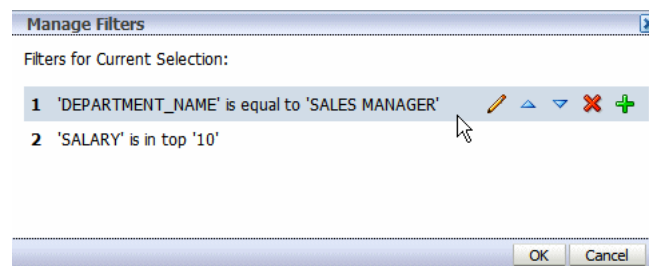 Manage Filters
Filters for Current Selection:
1 'DEPARTMENT_NAME' is equal to 'SALES MANAGER'
2 'SALARY' is in top '10'
OK Cancel